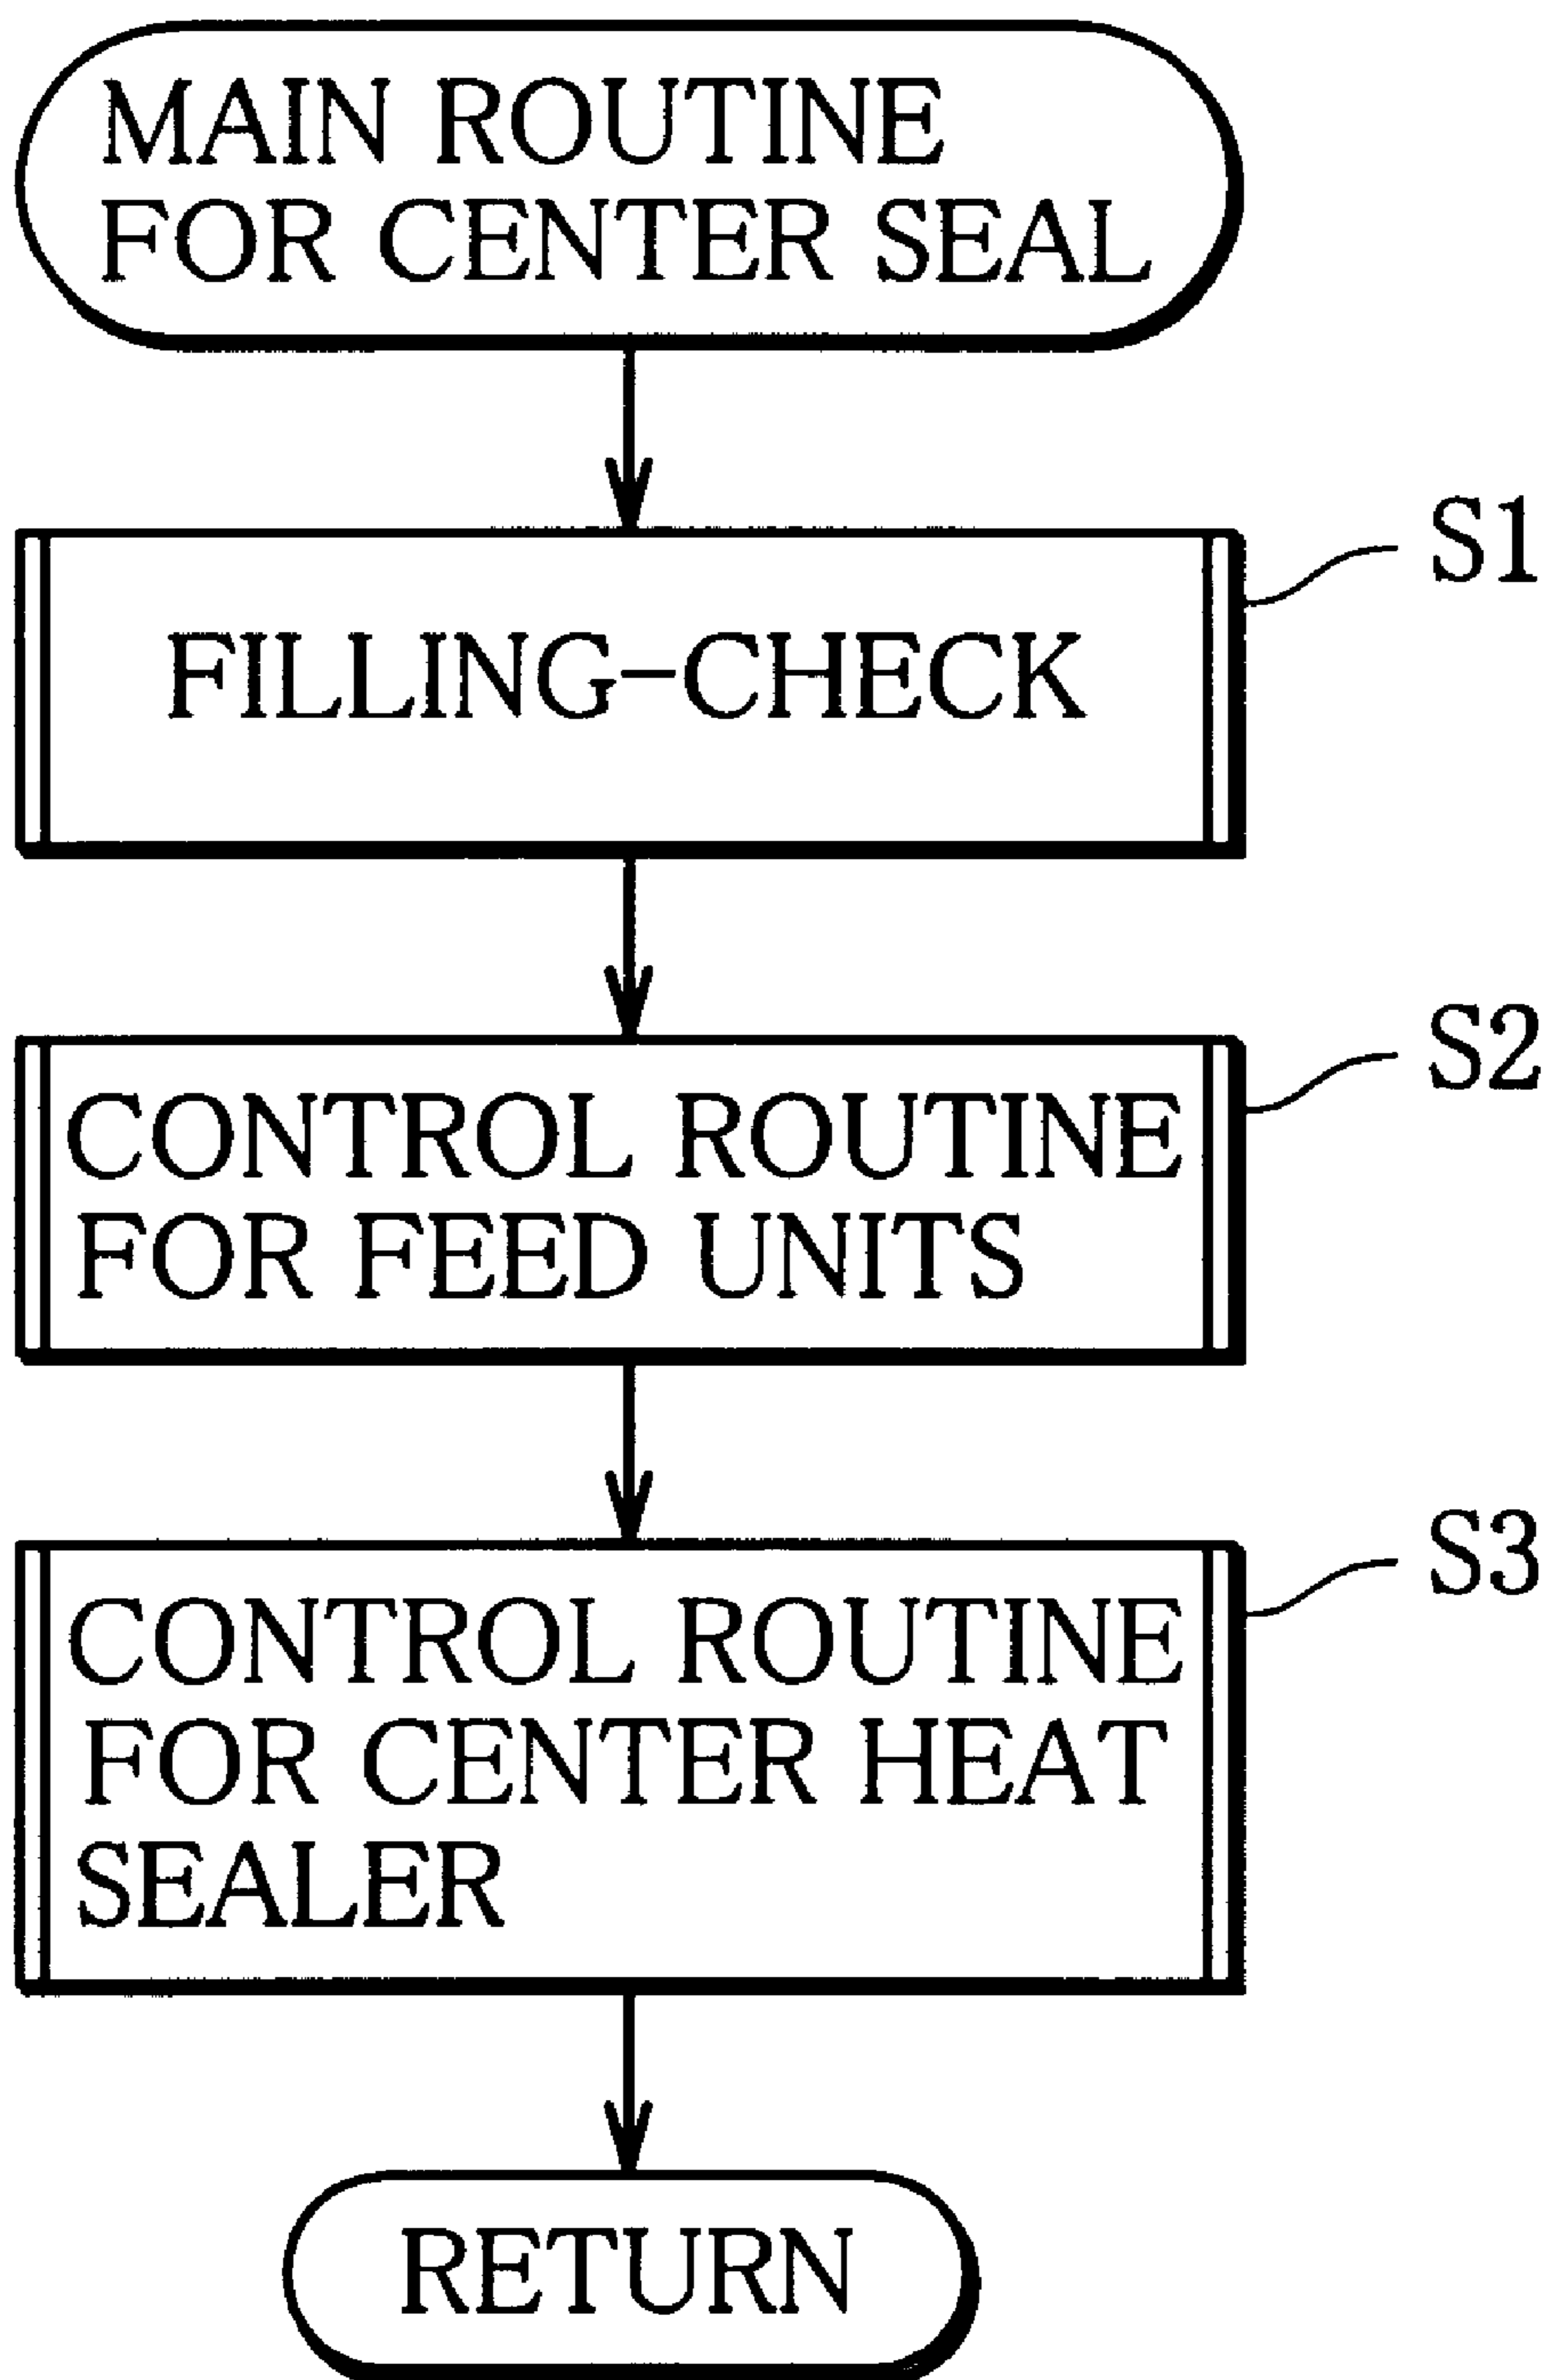 MAIN ROUTINE
FOR CENTER SEAL
S1
FILLING-CHECK
S2
CONTROL ROUTINE
FOR FEED UNITS
S3
CONTROL ROUTINE
FOR CENTER HEAT
SEALER
RETURN